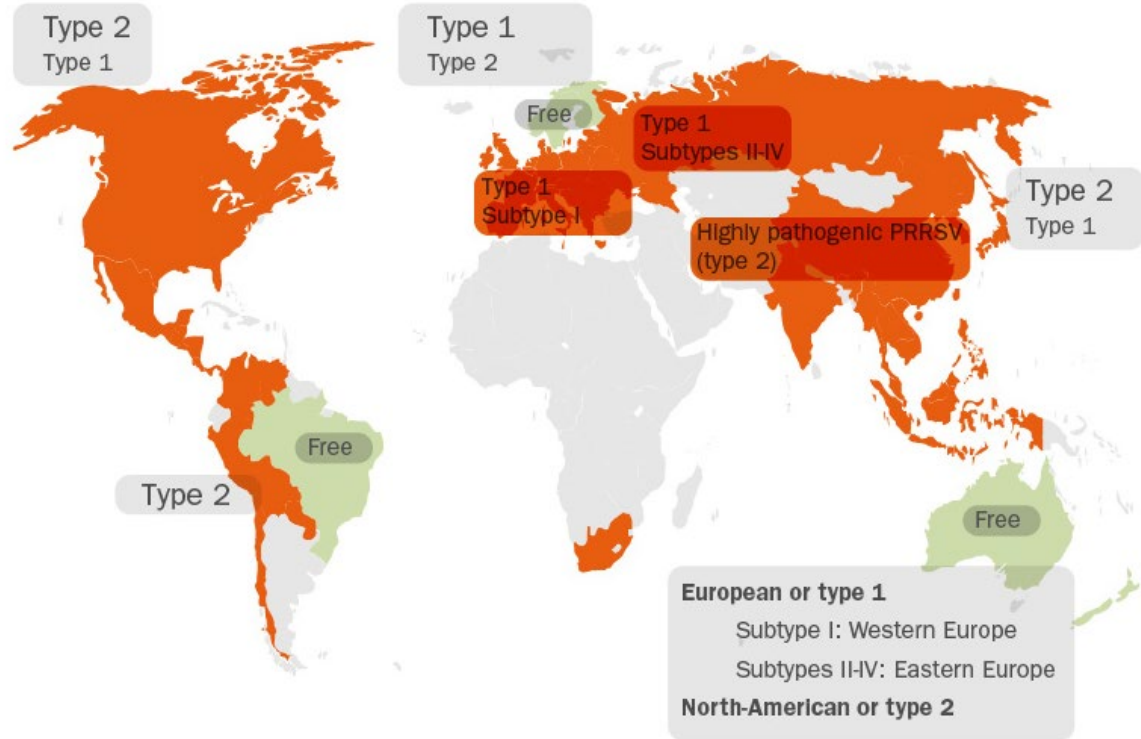 Type 2
Type 1
Type 1
Type 2
Free
Type 1
Subtypes II-IV
Type 1
Subtype I
Type 2
Type 1
Highly pathogenic PRRSV
(type 2)
Free
Type 2
Free
European or type 1
Subtype I: Western Europe
Subtypes II-IV: Eastern Europe
North-American or type 2